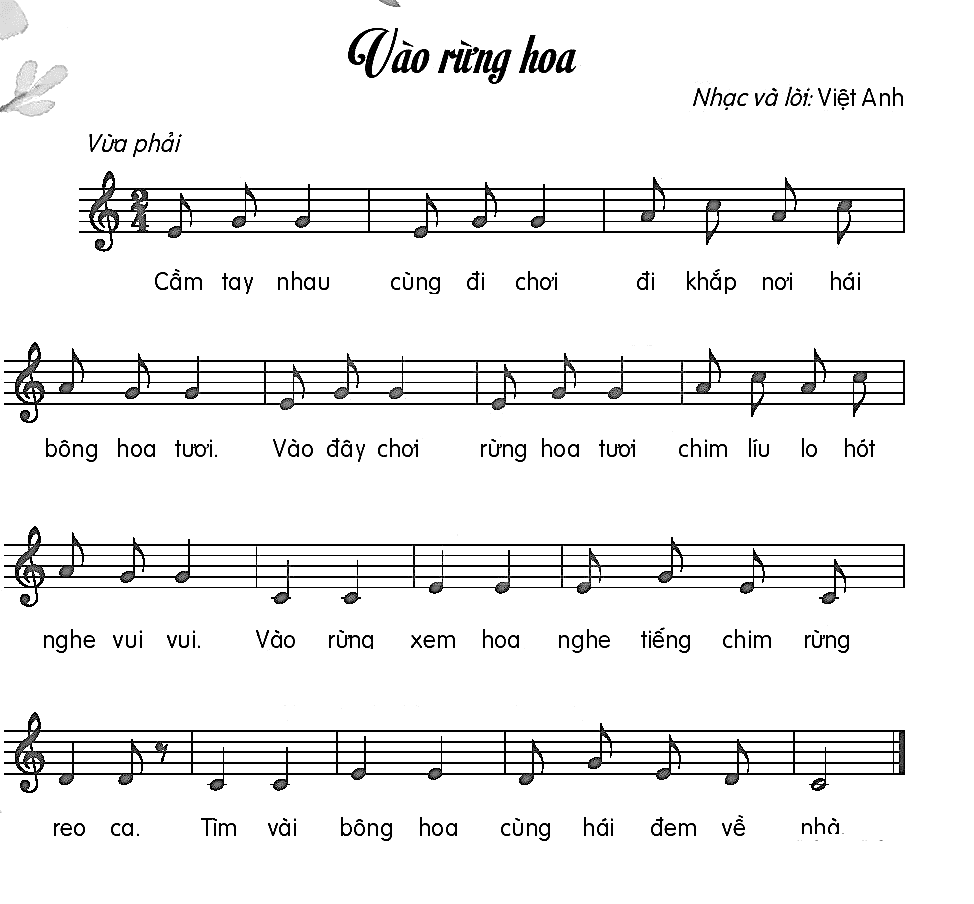 Vào rừng hoa
Nhạc và lời: Việt Anh
Vừa phải
2
4
Cầm tay nhau cùng đi chơi đi khắp nơi hái
bông hoa tươi. Vào đây chơi rừng hoa tươi chim líu lo hót
nghe vui vui. Vào rừng xem hoa nghe tiếng chim rừng
reo ca. Tìm vài bông hoa cùng hái đem về nhà.